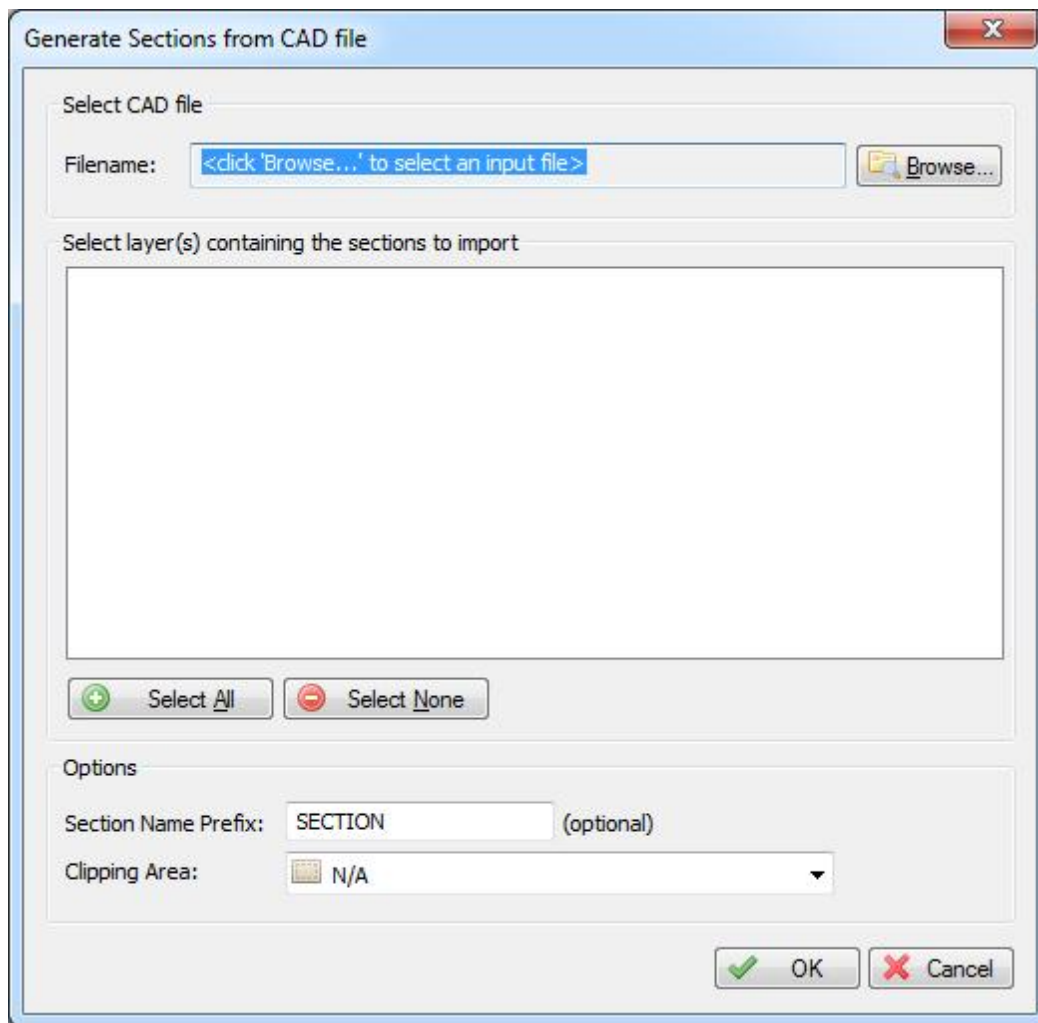 Generate Sections from CAD file
Select CAD file
Filename: <click 'Browse...' to select an input file> Browse...
Select layer(s) containing the sections to import
Select All Select None
Options
Section Name Prefix: SECTION (optional)
Clipping Area: N/A
OK Cancel